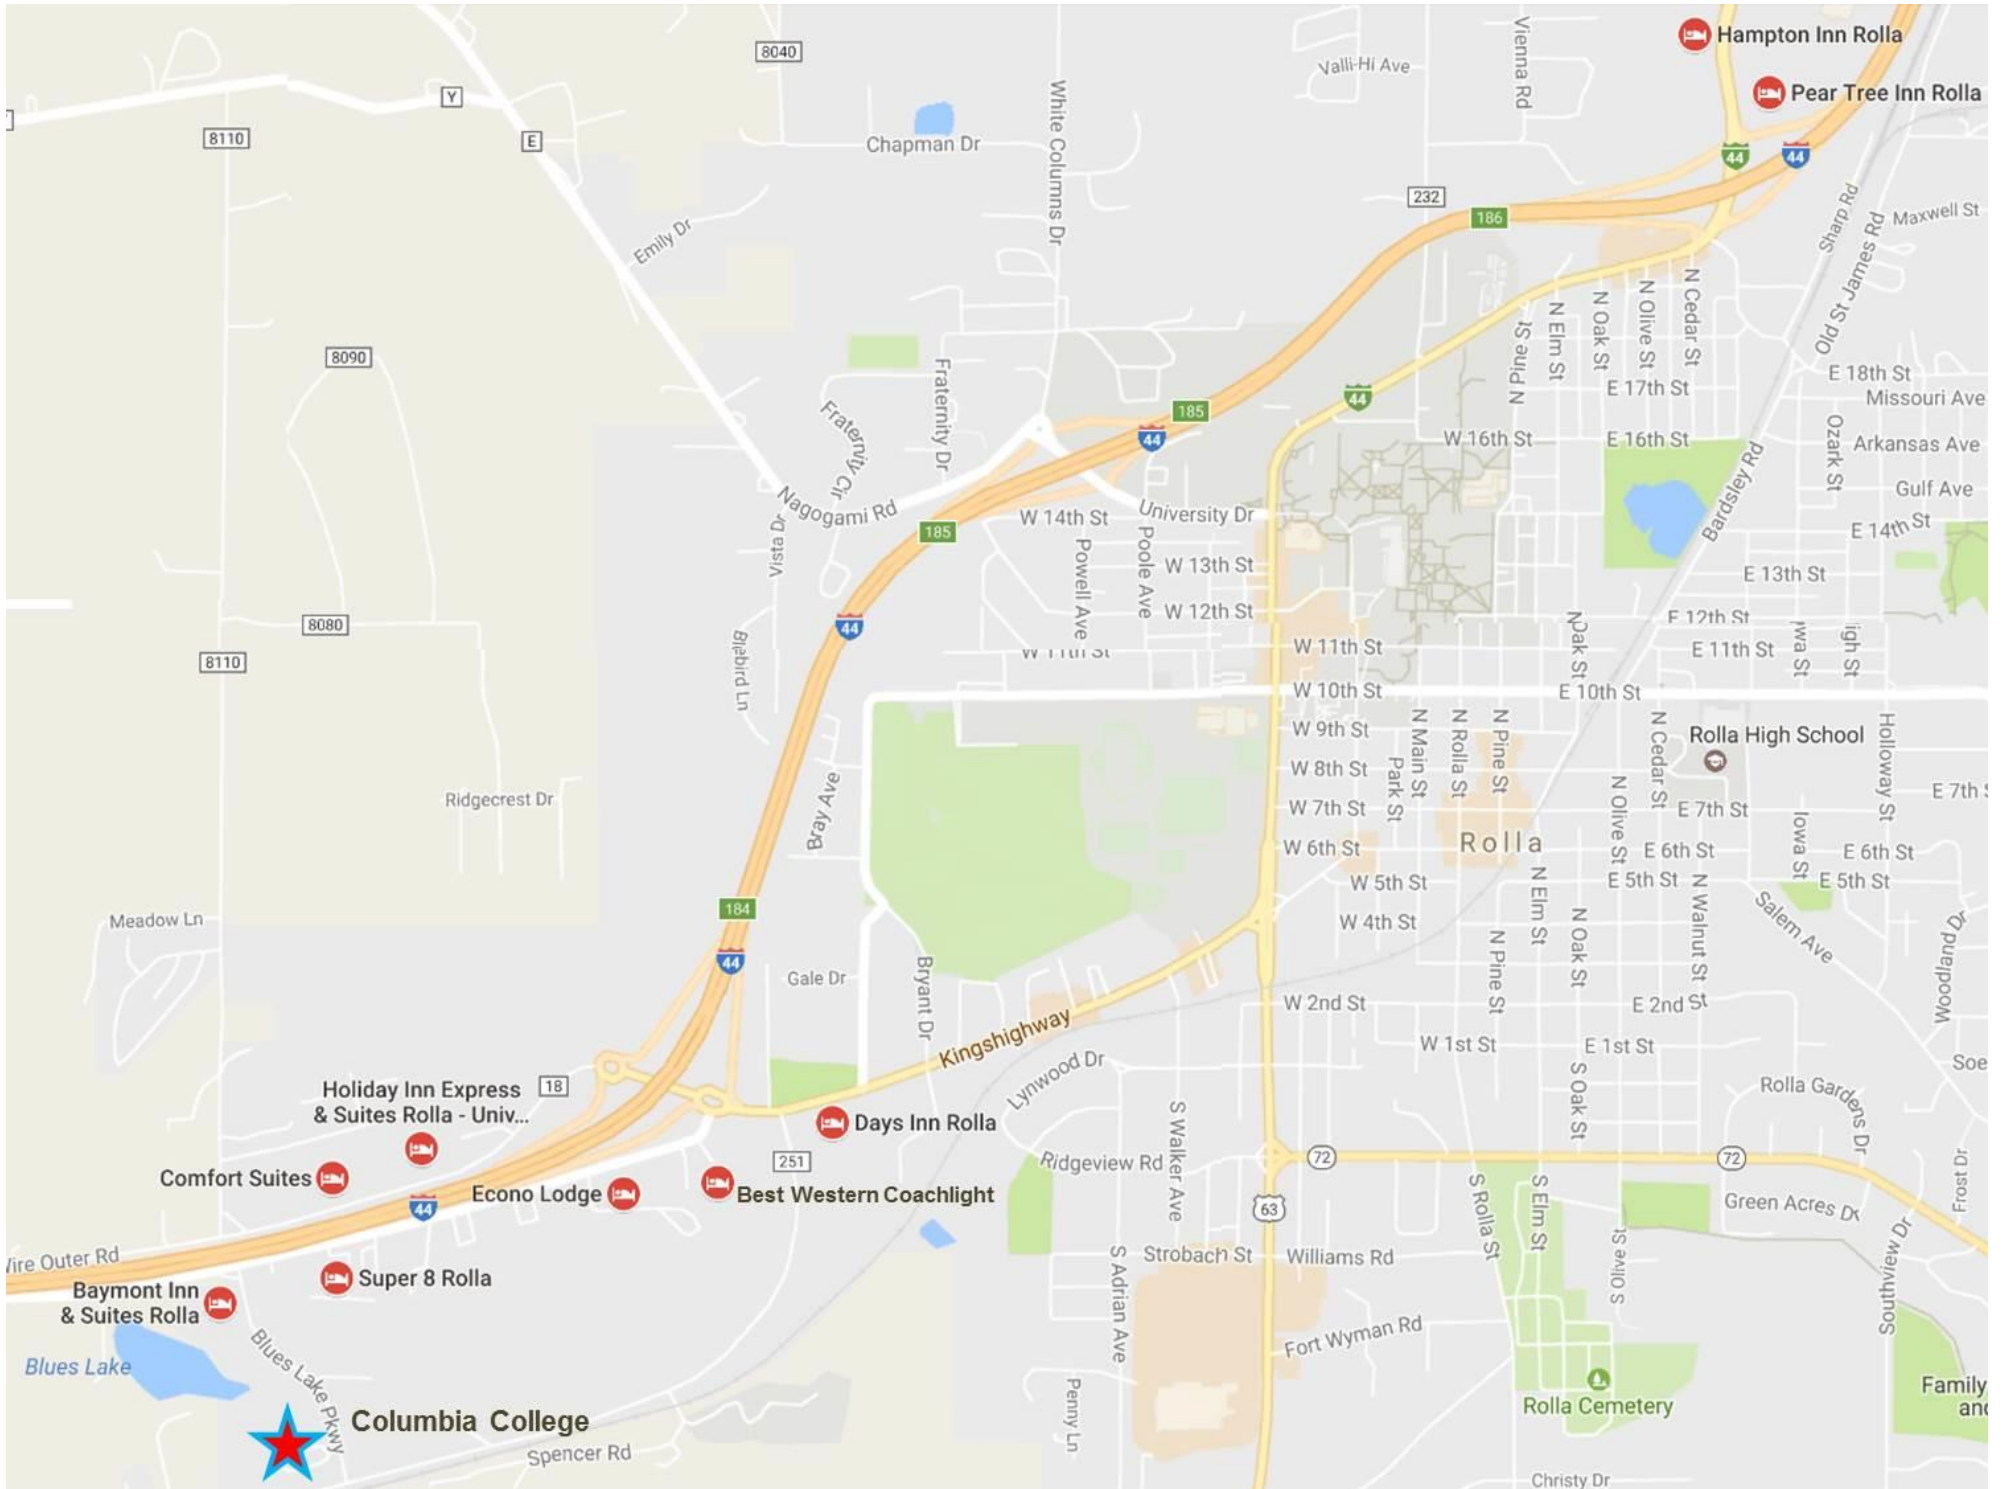 Hampton Inn Rolla
Pear Tree Inn Rolla
8040
Valli-Hi Ave
Vienna Rd
Y
8110
E
Chapman Dr
White Columns Dr
44
44
232
186
Sharp Rd
Maxwell St
Emily Dr
Old St James Rd
N Pine St
N Elm St
N Oak St
N Olive St
N Cedar St
8090
Fraternity Dr
Fraternity Cir
E 18th St
E 17th St
Missouri Ave
44
185
44
W 16th St
E 16th St
Ozark St
Arkansas Ave
Nagogami Rd
Gulf Ave
Bardsley Rd
185
W 14th St
University Dr
E 14th St
Vista Dr
Powell Ave
Poole Ave
W 13th St
E 13th St
W 12th St
E 12th St
8080
44
Oak St
8110
W 11th St
W 11th St
E 11th St
W 10th St
E 10th St
W 9th St
N Main St
N Rolla St
N Pine St
N Cedar St
Rolla High School
Holloway St
W 8th St
Park St
Ridgecrest Dr
Bray Ave
W 7th St
N Olive St
E 7th St
E 7th
Rolla
Iowa St
W 6th St
E 6th St
E 6th St
W 5th St
E 5th St
E 5th St
184
Meadow Ln
W 4th St
N Elm St
N Oak St
N Walnut St
Salem Ave
Woodland Dr
44
Gale Dr
Bryant Dr
N Pine St
W 2nd St
E 2nd St
Kingshighway
W 1st St
E 1st St
Lynwood Dr
S Oak St
Rolla Gardens Dr
Holiday Inn Express
& Suites Rolla - Univ...
18
Days Inn Rolla
S Walker Ave
Comfort Suites
251
Ridgeview Rd
72
72
Frost Dr
Econo Lodge
Best Western Coachlight
44
63
S Rolla St
S Elm St
Green Acres Dr
Wire Outer Rd
Strobach St
Williams Rd
S Olive St
Southview Dr
Super 8 Rolla
Baymont Inn
& Suites Rolla
S Adrian Ave
Fort Wyman Rd
Blues Lake
Blues Lake Pkwy
Penny Ln
Rolla Cemetery
Family
Columbia College
Spencer Rd
Christy Dr